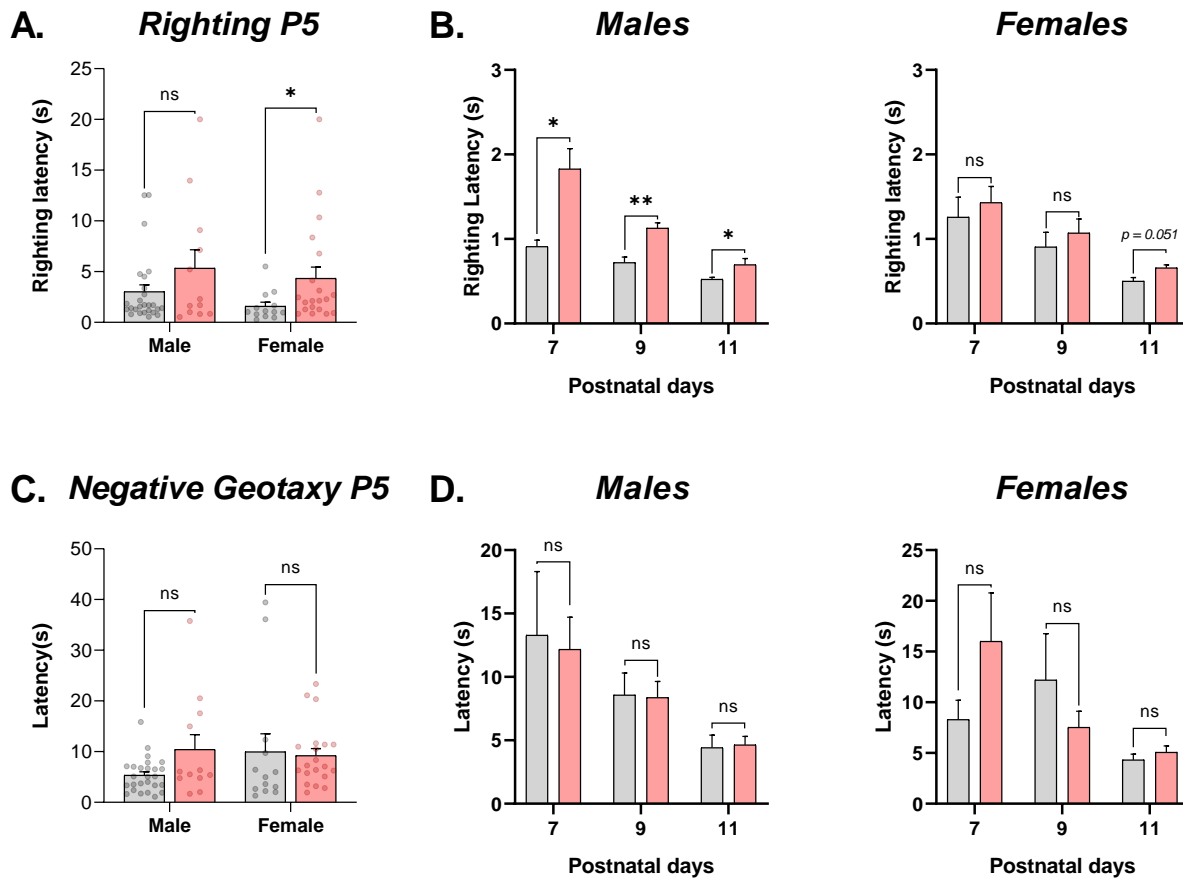 A.
Righting P5
Righting latency (s)
25
20
15
10
5
0
ns
*
Male
Female
B.
Males
Righting Latency (s)
3
2
1
0
*
**
*
7
9
11
Postnatal days
Females
Righting latency (s)
3
2
1
0
ns
ns
p = 0.051
7
9
11
Postnatal days
C.
Negative Geotaxy P5
Latency(s)
50
40
30
20
10
0
ns
ns
Male
Female
D.
Males
Latency (s)
20
15
10
5
0
ns
ns
ns
7
9
11
Postnatal days
Females
Latency (s)
25
20
15
10
5
0
ns
ns
ns
7
9
11
Postnatal days